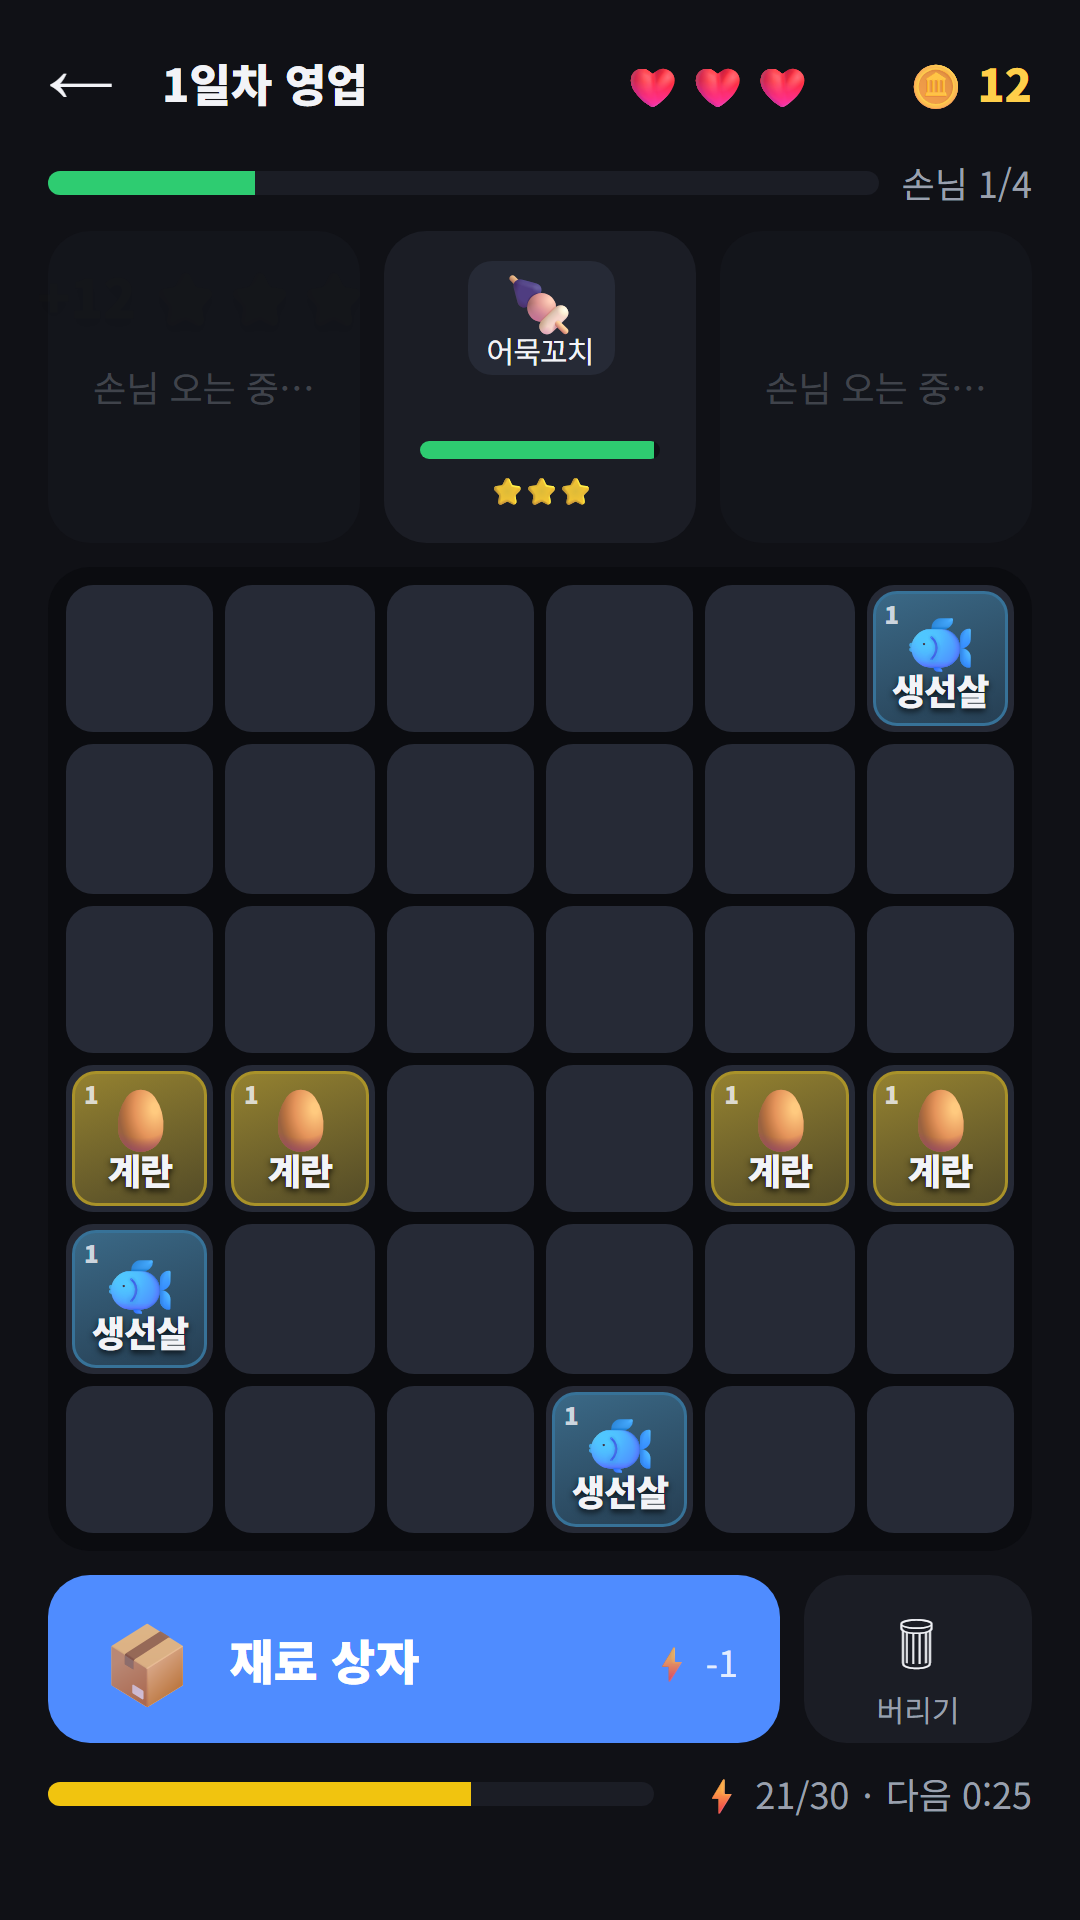 1일차 영업
12
손님 1/4
손님 오는 중…
어묵꼬치
손님 오는 중…
1
생선살
1
계란
1
계란
1
계란
1
계란
1
생선살
1
생선살
재료 상자
-1
버리기
21/30 · 다음 0:25